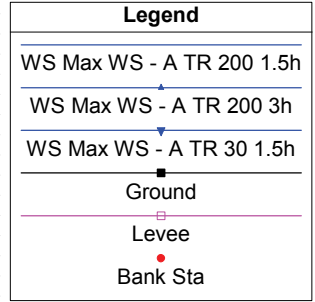 Legend
WS Max WS - A TR 200 1.5h
WS Max WS - A TR 200 3h
WS Max WS - A TR 30 1.5h
Ground
Levee
Bank Sta